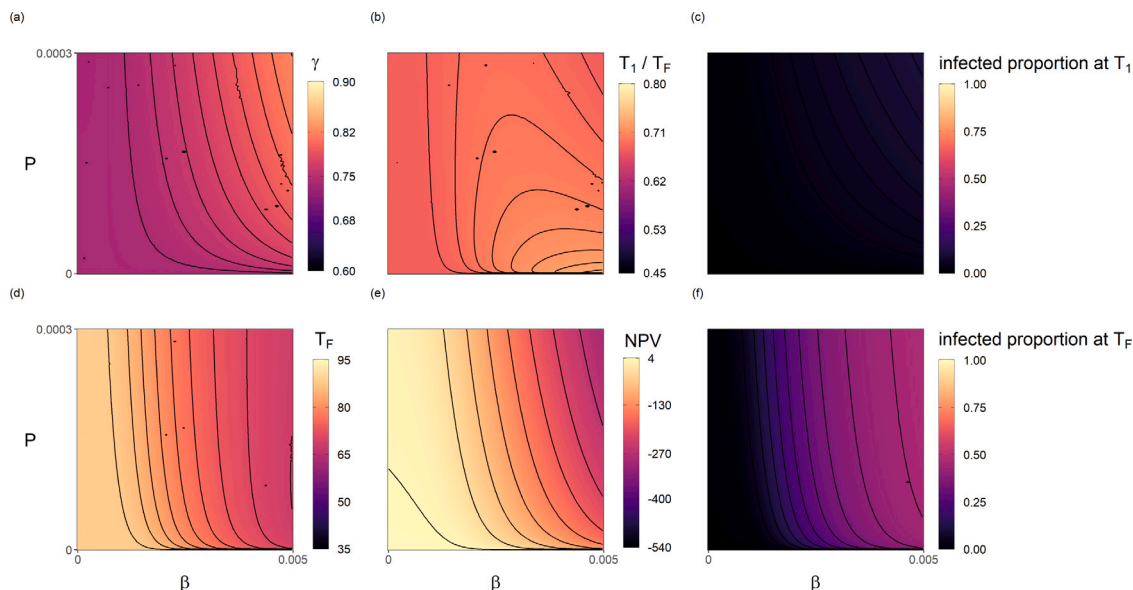 (a)
(b)
(c)
0.0003
P
0
γ
0.90
0.82
0.75
0.68
0.60
T1 / TF
0.80
0.71
0.62
0.53
0.45
infected proportion at T1
1.00
0.75
0.50
0.25
0.00
(d)
(e)
(f)
0.0003
P
0
0
0.005
β
TF
95
80
65
50
35
0
0.005
β
NPV
4
-130
-270
-400
-540
0
0.005
β
infected proportion at TF
1.00
0.75
0.50
0.25
0.00